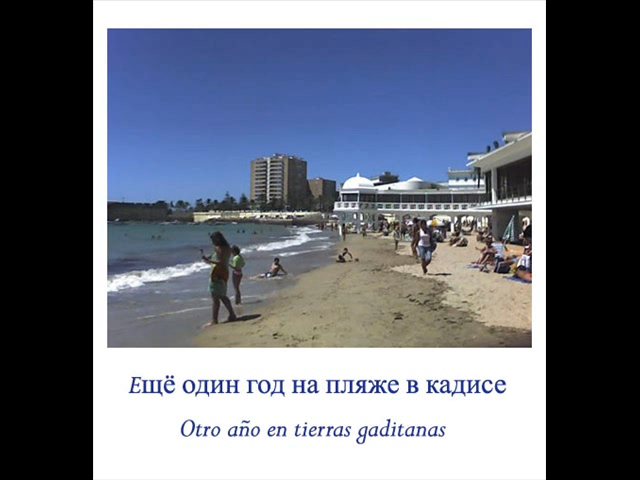 Ещё один год на пляже в кадисе
Otro año en tierras gaditanas